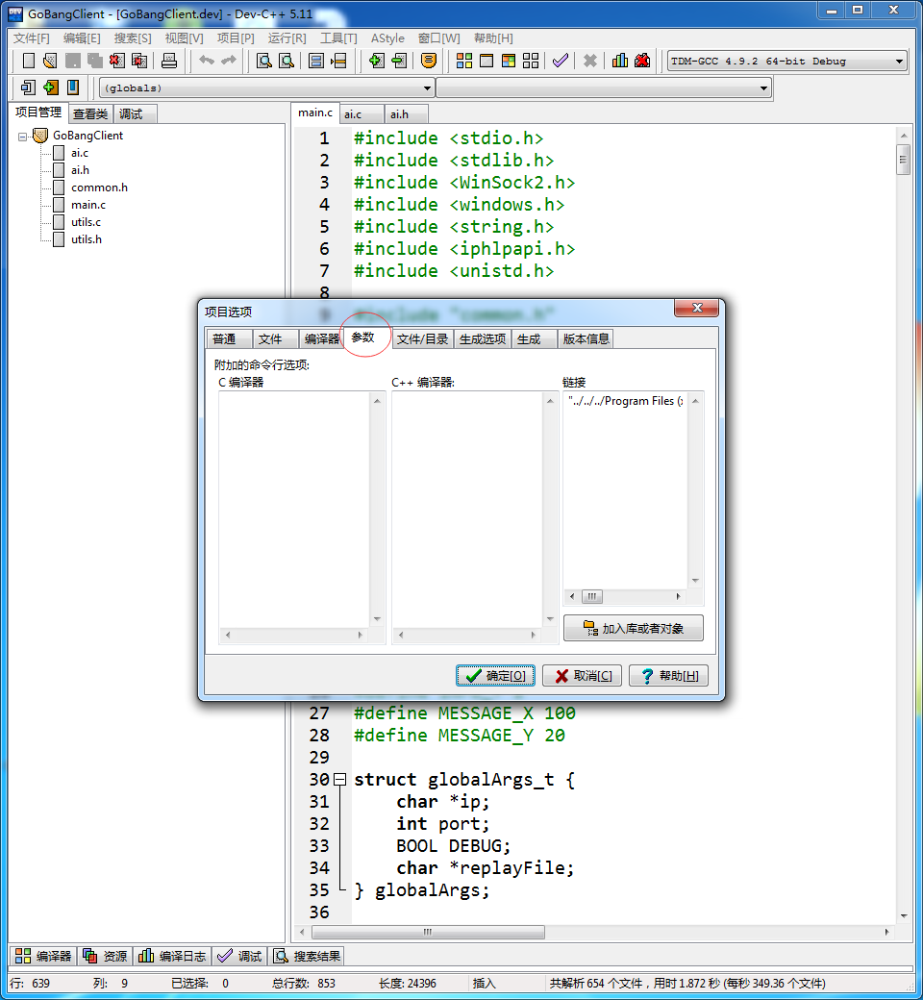 GoBangClient - [GoBangClient.dev] - Dev-C++ 5.11
文件[F] 编辑[E] 搜索[S] 视图[V] 项目[P] 运行[R] 工具[T] AStyle 窗口[W] 帮助[H]
TDM-GCC 4.9.2 64-bit Debug
(globals)
项目管理 查看类 调试
main.c ai.c ai.h
GoBangClient
ai.c
ai.h
common.h
main.c
utils.c
utils.h
1 #include <stdio.h>
2 #include <stdlib.h>
3 #include <WinSock2.h>
4 #include <windows.h>
5 #include <string.h>
6 #include <iphlpapi.h>
7 #include <unistd.h>
8
9 #include "common.h"
项目选项
普通 文件 编译器 参数 文件/目录 生成选项 生成 版本信息
附加的命令行选项:
C 编译器 C++ 编译器: 链接
"../../../Program Files (x
加入库或者对象
确定[O] 取消[C] 帮助[H]
27 #define MESSAGE_X 100
28 #define MESSAGE_Y 20
29
30 struct globalArgs_t {
31 char *ip;
32 int port;
33 BOOL DEBUG;
34 char *replayFile;
35 } globalArgs;
36
编译器 资源 编译日志 调试 搜索结果
行: 639 列: 9 已选择: 0 总行数: 853 长度: 24396 插入 共解析 654 个文件，用时 1.872 秒 (每秒 349.36 个文件)